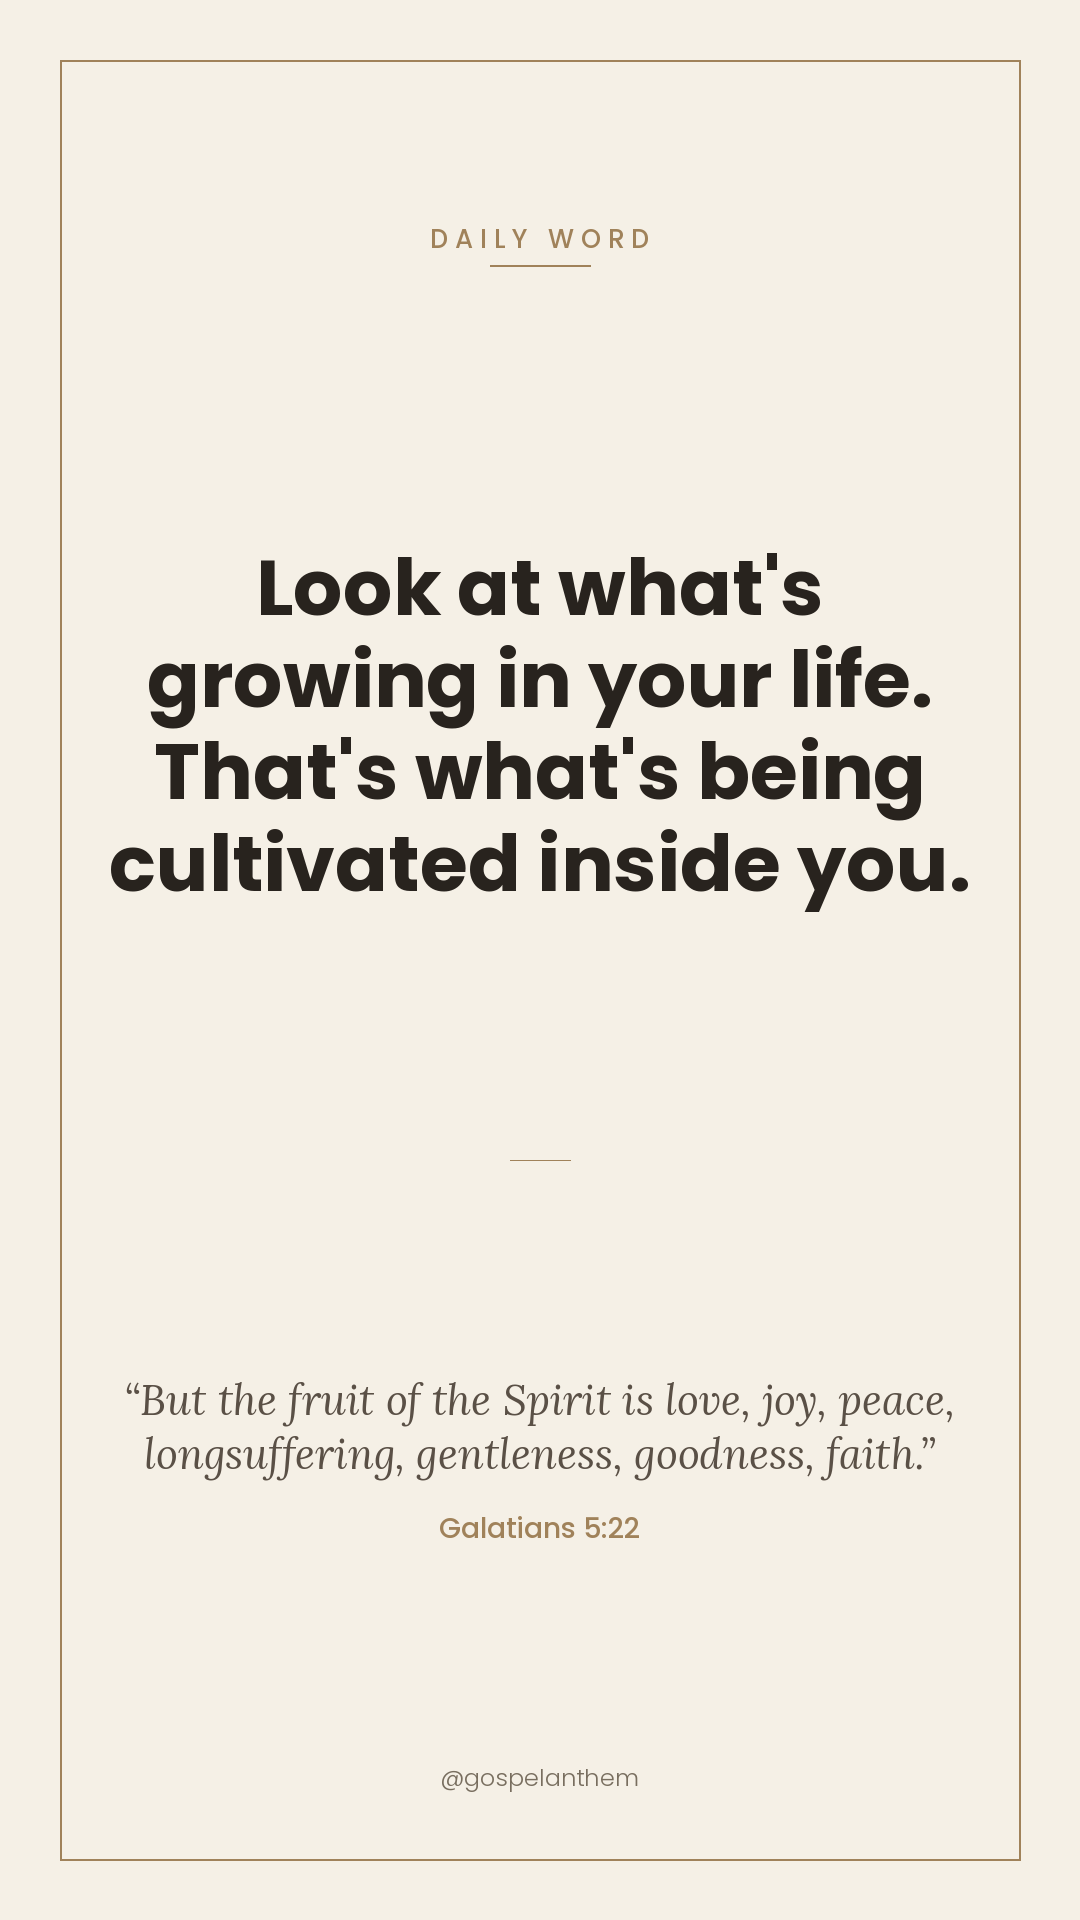 DAILY WORD
Look at what's
growing in your life.
That's what's being
cultivated inside you.
“But the fruit of the Spirit is love, joy, peace,
longsuffering, gentleness, goodness, faith.”
Galatians 5:22
@gospelanthem